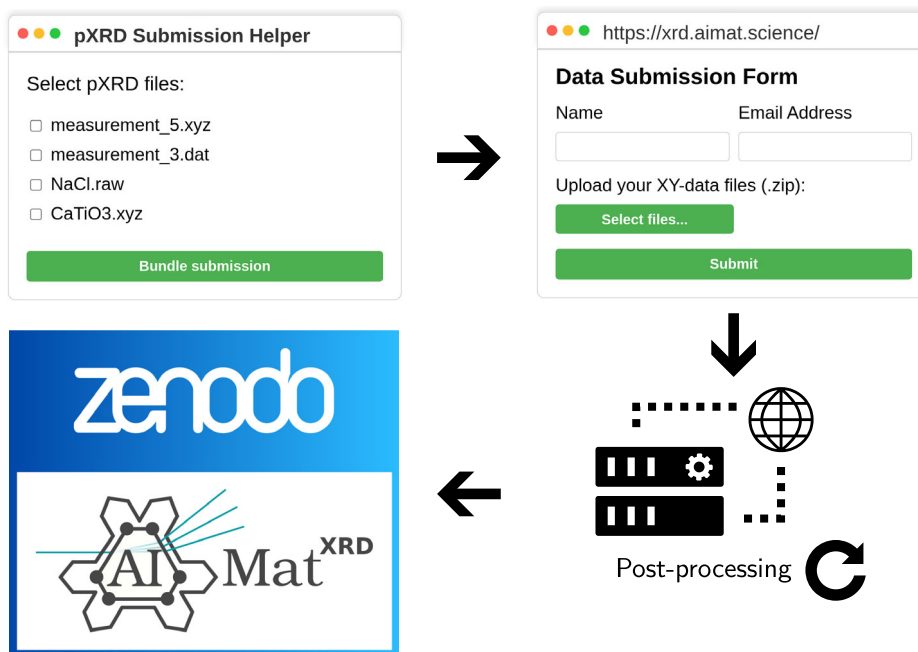 pXRD Submission Helper
Select pXRD files:
measurement_5.xyz
measurement_3.dat
NaCl.raw
CaTiO3.xyz
Bundle submission
https://xrd.aimat.science/
Data Submission Form
Name
Email Address
Upload your XY-data files (.zip):
Select files...
Submit
Post-processing
zenodo
AI Mat XRD